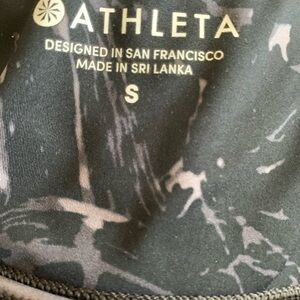 ATHLETA
DESIGNED IN SAN FRANCISCO
MADE IN SRI LANKA
S